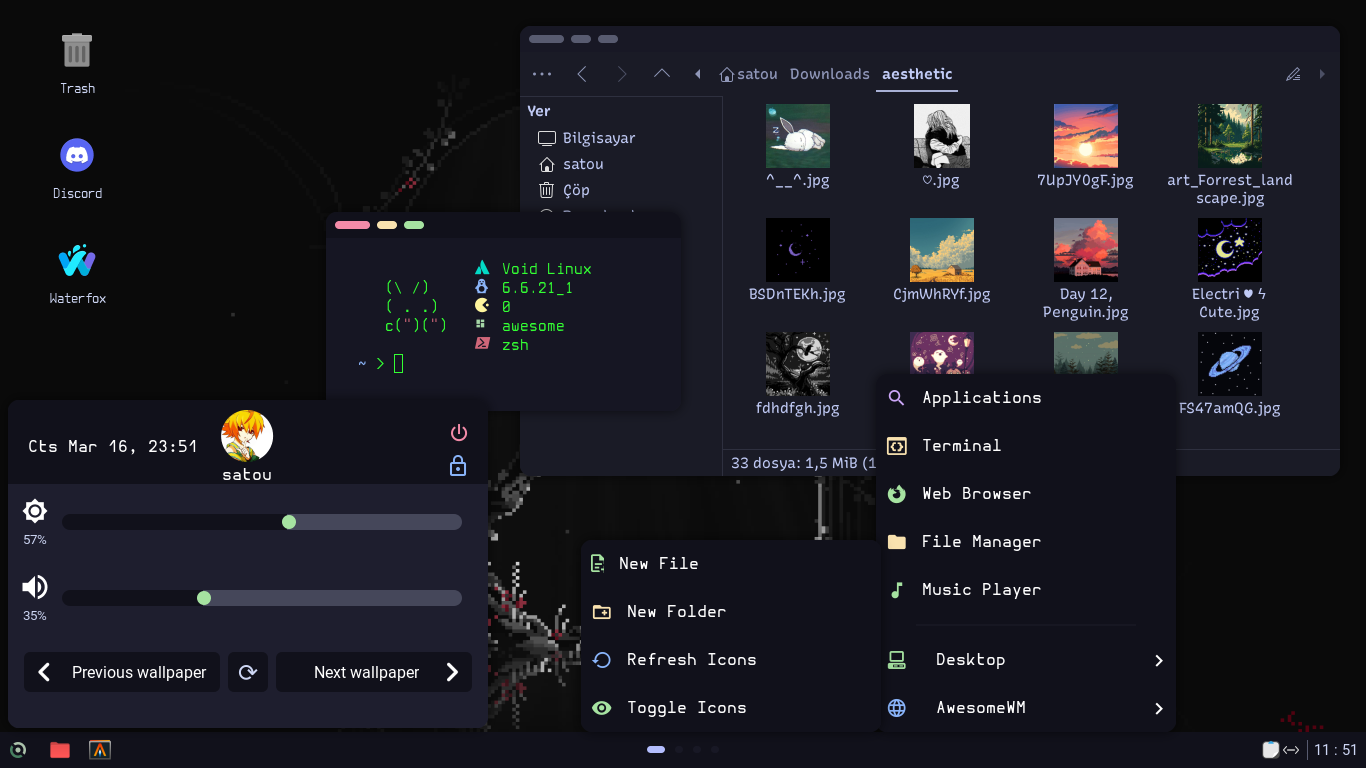 Trash
Discord
Waterfox
satou Downloads aesthetic
Yer
Bilgisayar
satou
Çöp
^__^.jpg
♡.jpg
7UpJY0gF.jpg
art_Forrest_land
scape.jpg
BSDnTEKh.jpg
CjmWhRYf.jpg
Day 12,
Penguin.jpg
Electri♥ϟ
Cute.jpg
fdhdfgh.jpg
FS47amQG.jpg
33 dosya: 1,5 MiB (1
(\ /)
( . .)
c(")(")
Void Linux
6.6.21_1
0
awesome
zsh
~ >
Cts Mar 16, 23:51
satou
57%
35%
Previous wallpaper
Next wallpaper
New File
New Folder
Refresh Icons
Toggle Icons
Applications
Terminal
Web Browser
File Manager
Music Player
Desktop
AwesomeWM
11 : 51